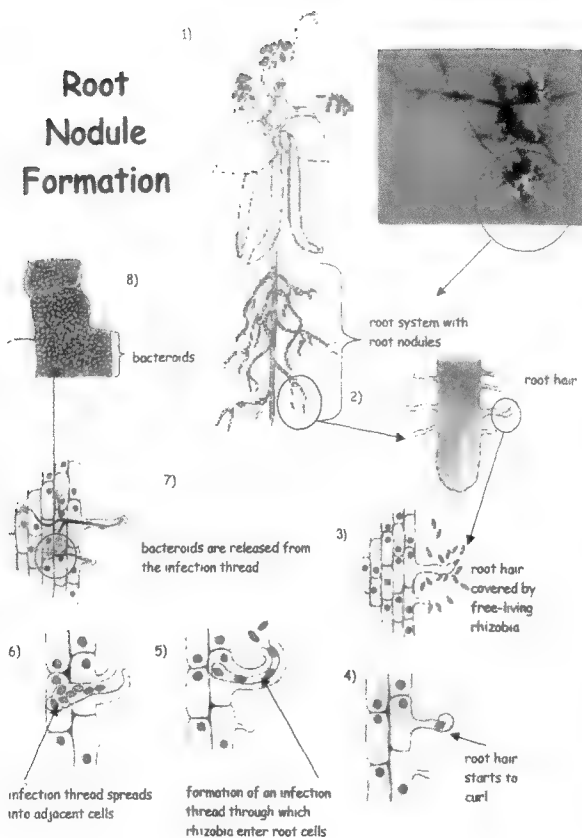 Root
Nodule
Formation
1)
root system with
root nodules
2)
root hair
3)
root hair
covered by
free-living
rhizobia
4)
root hair
starts to
curl
5)
formation of an infection
thread through which
rhizobia enter root cells
6)
infection thread spreads
into adjacent cells
7)
bacteroids are released from
the infection thread
8)
bacteroids